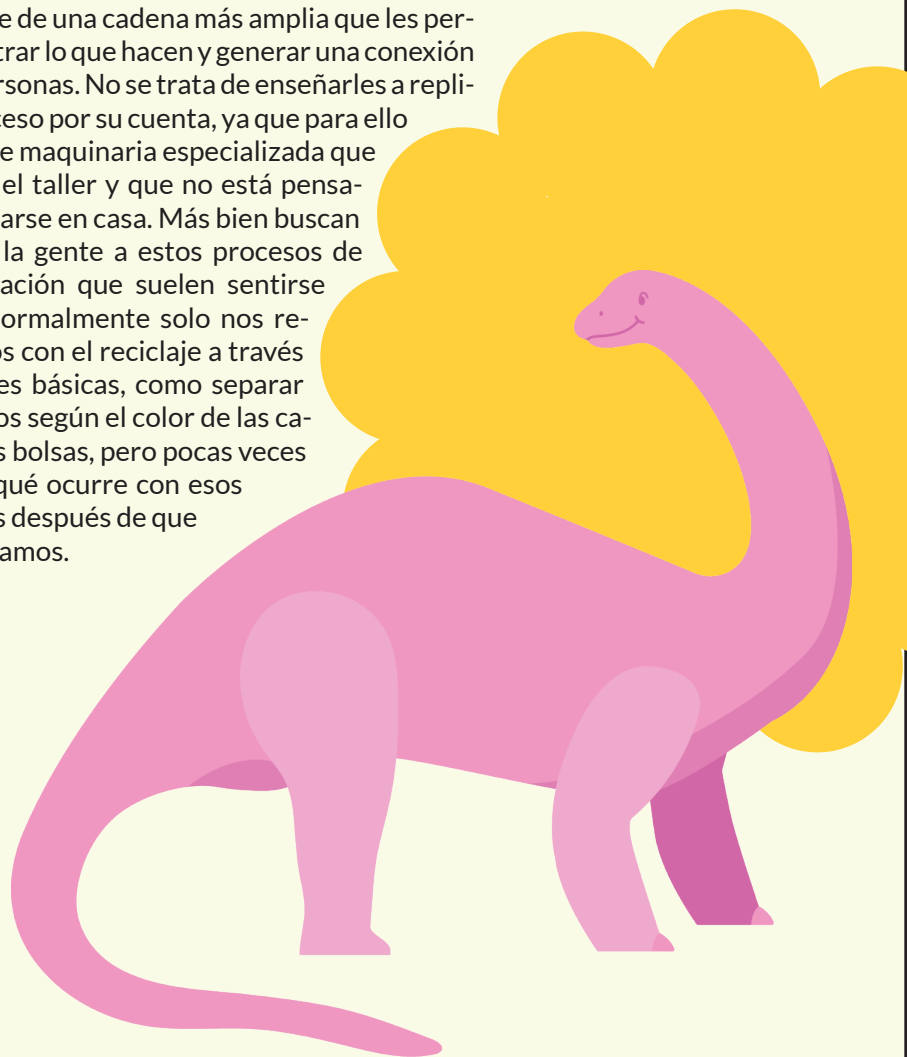 e de una cadena más amplia que les per-
trar lo que hacen y generar una conexión
rsonas. No se trata de enseñarles a repli-
ceso por su cuenta, ya que para ello
e maquinaria especializada que
el taller y que no está pensa-
arse en casa. Más bien buscan
la gente a estos procesos de
ación que suelen sentirse
ormalmente solo nos re-
os con el reciclaje a través
es básicas, como separar
os según el color de las ca-
s bolsas, pero pocas veces
qué ocurre con esos
s después de que
amos.